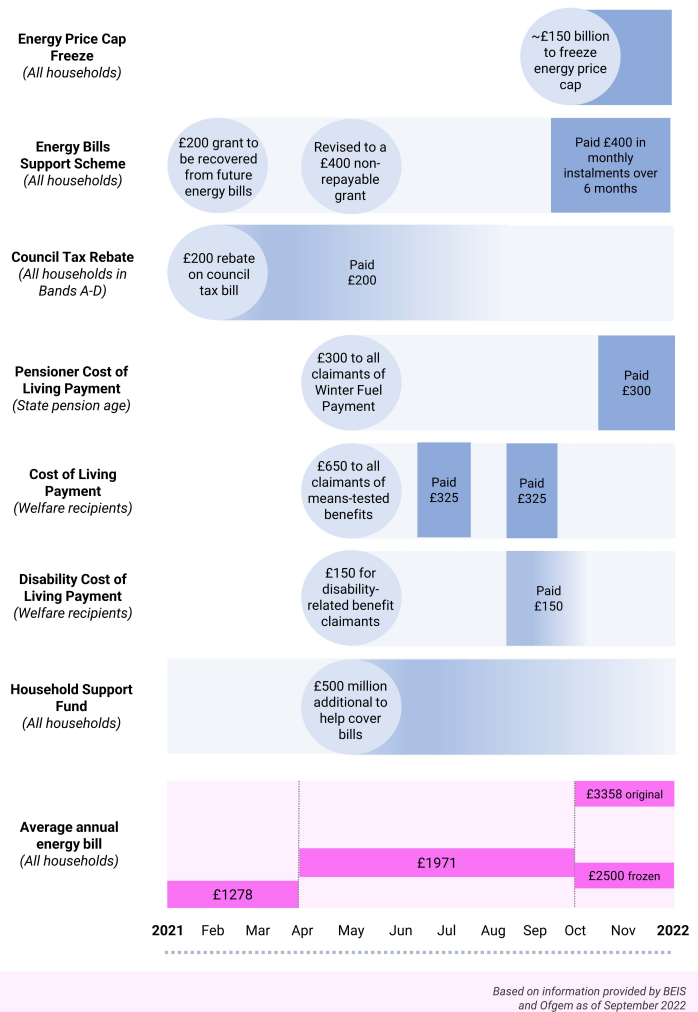 Energy Price Cap
Freeze
(All households)
~£150 billion
to freeze
energy price
cap
Energy Bills
Support Scheme
(All households)
£200 grant to
be recovered
from future
energy bills
Revised to a
£400 non-
repayable
grant
Paid £400 in
monthly
instalments over
6 months
Council Tax Rebate
(All households in
Bands A-D)
£200 rebate
on council
tax bill
Paid
£200
Pensioner Cost of
Living Payment
(State pension age)
£300 to all
claimants of
Winter Fuel
Payment
Paid
£300
Cost of Living
Payment
(Welfare recipients)
£650 to all
claimants of
means-tested
benefits
Paid
£325
Paid
£325
Disability Cost of
Living Payment
(Welfare recipients)
£150 for
disability-
related benefit
claimants
Paid
£150
Household Support
Fund
(All households)
£500 million
additional to
help cover
bills
Average annual
energy bill
(All households)
£3358 original
£1971
£2500 frozen
£1278
2021 Feb Mar Apr May Jun Jul Aug Sep Oct Nov 2022
Based on information provided by BEIS
and Ofgem as of September 2022